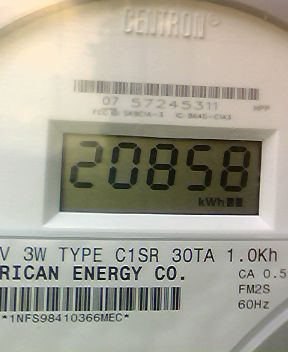 CENTRON®
07 57245311 HPP
20858
kWh
V 3W TYPE C1SR 30TA 1.0Kh
RICAN ENERGY CO. CA 0.5
FM2S
60Hz
*1NFS98410366MEC*